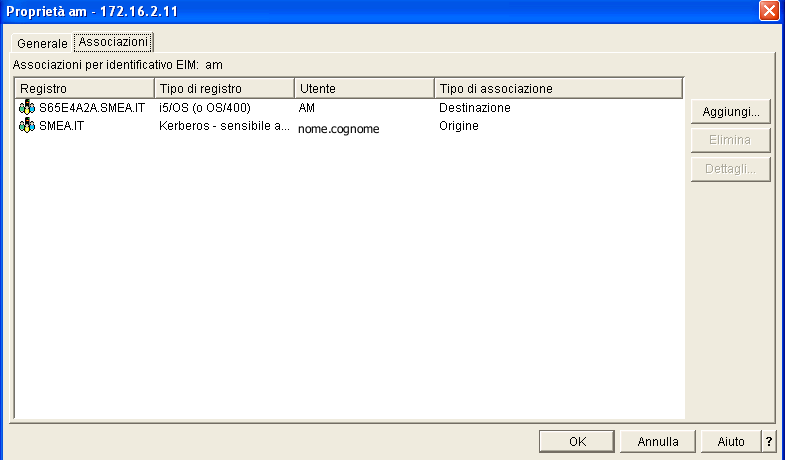 Proprietà am - 172.16.2.11
Generale Associazioni
Associazioni per identificativo EIM: am
Registro Tipo di registro Utente Tipo di associazione
S65E4A2A.SMEA.IT i5/OS (o OS/400) AM Destinazione
SMEA.IT Kerberos - sensibile a... nome.cognome Origine
Aggiungi...
Elimina
Dettagli...
OK Annulla Aiuto ?